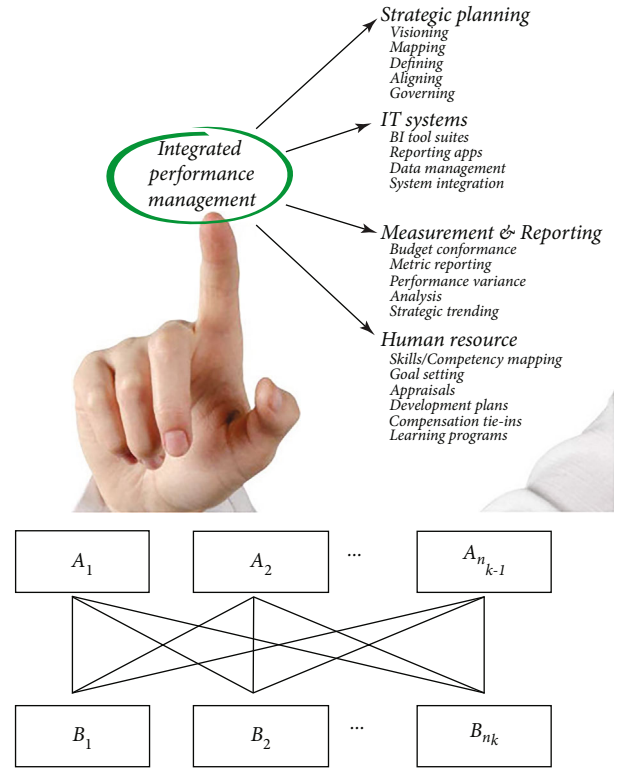 Integrated
performance
management
Strategic planning
Visioning
Mapping
Defining
Aligning
Governing
IT systems
BI tool suites
Reporting apps
Data management
System integration
Measurement & Reporting
Budget conformance
Metric reporting
Performance variance
Analysis
Strategic trending
Human resource
Skills/Competency mapping
Goal setting
Appraisals
Development plans
Compensation tie-ins
Learning programs
A1 A2 ... An k-1
B1 B2 ... Bnk